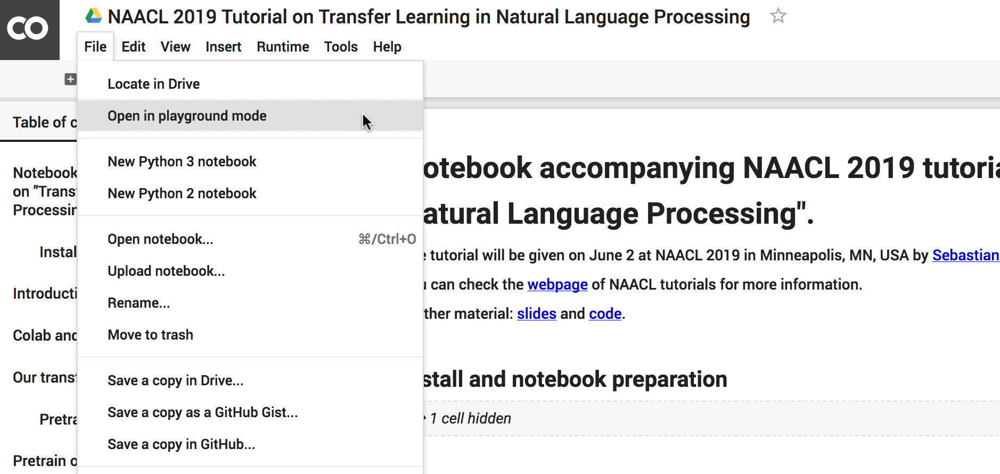 CO
NAACL 2019 Tutorial on Transfer Learning in Natural Language Processing
File Edit View Insert Runtime Tools Help
Locate in Drive
Open in playground mode
New Python 3 notebook
New Python 2 notebook
Open notebook... ⌘/Ctrl+O
Upload notebook...
Rename...
Move to trash
Save a copy in Drive...
Save a copy as a GitHub Gist...
Save a copy in GitHub...
Table of c
Notebook
on "Trans
Processin
Instal
Introducti
Colab and
Our transf
Pretra
Pretrain o
otebook accompanying NAACL 2019 tutoria
atural Language Processing".
e tutorial will be given on June 2 at NAACL 2019 in Minneapolis, MN, USA by Sebastian
u can check the webpage of NAACL tutorials for more information.
ther material: slides and code.
stall and notebook preparation
1 cell hidden